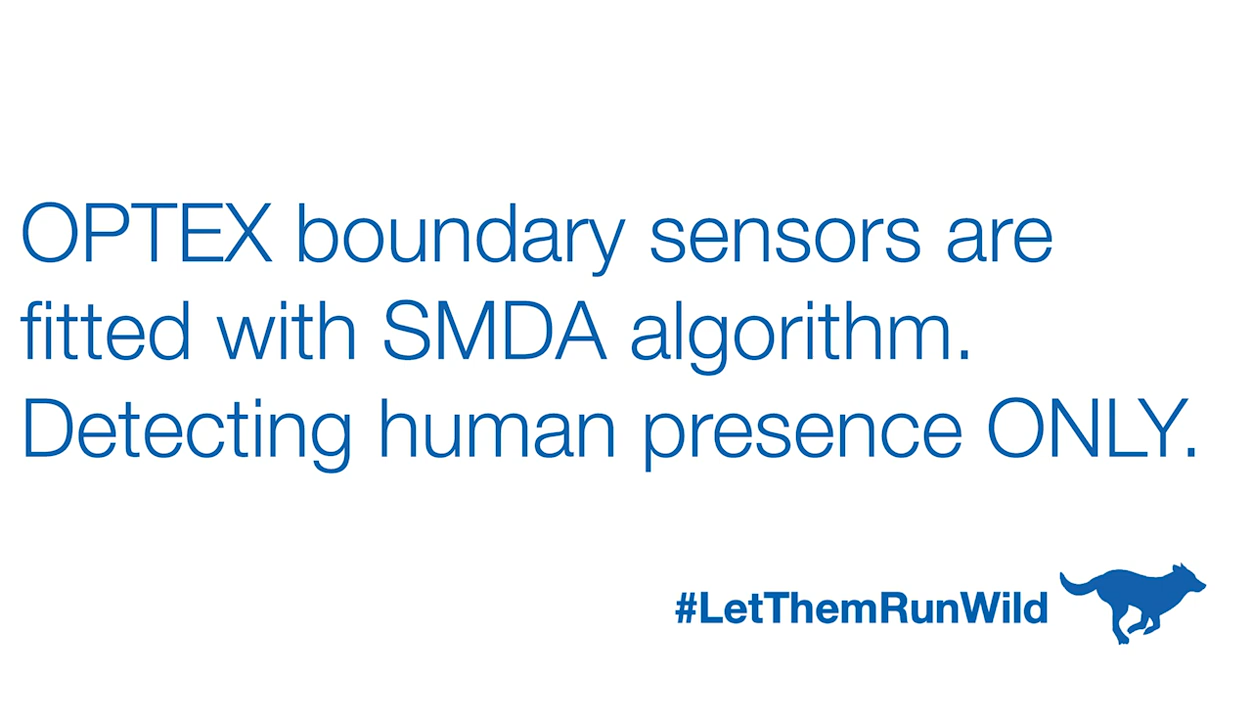 OPTEX boundary sensors are
fitted with SMDA algorithm.
Detecting human presence ONLY.
#LetThemRunWild